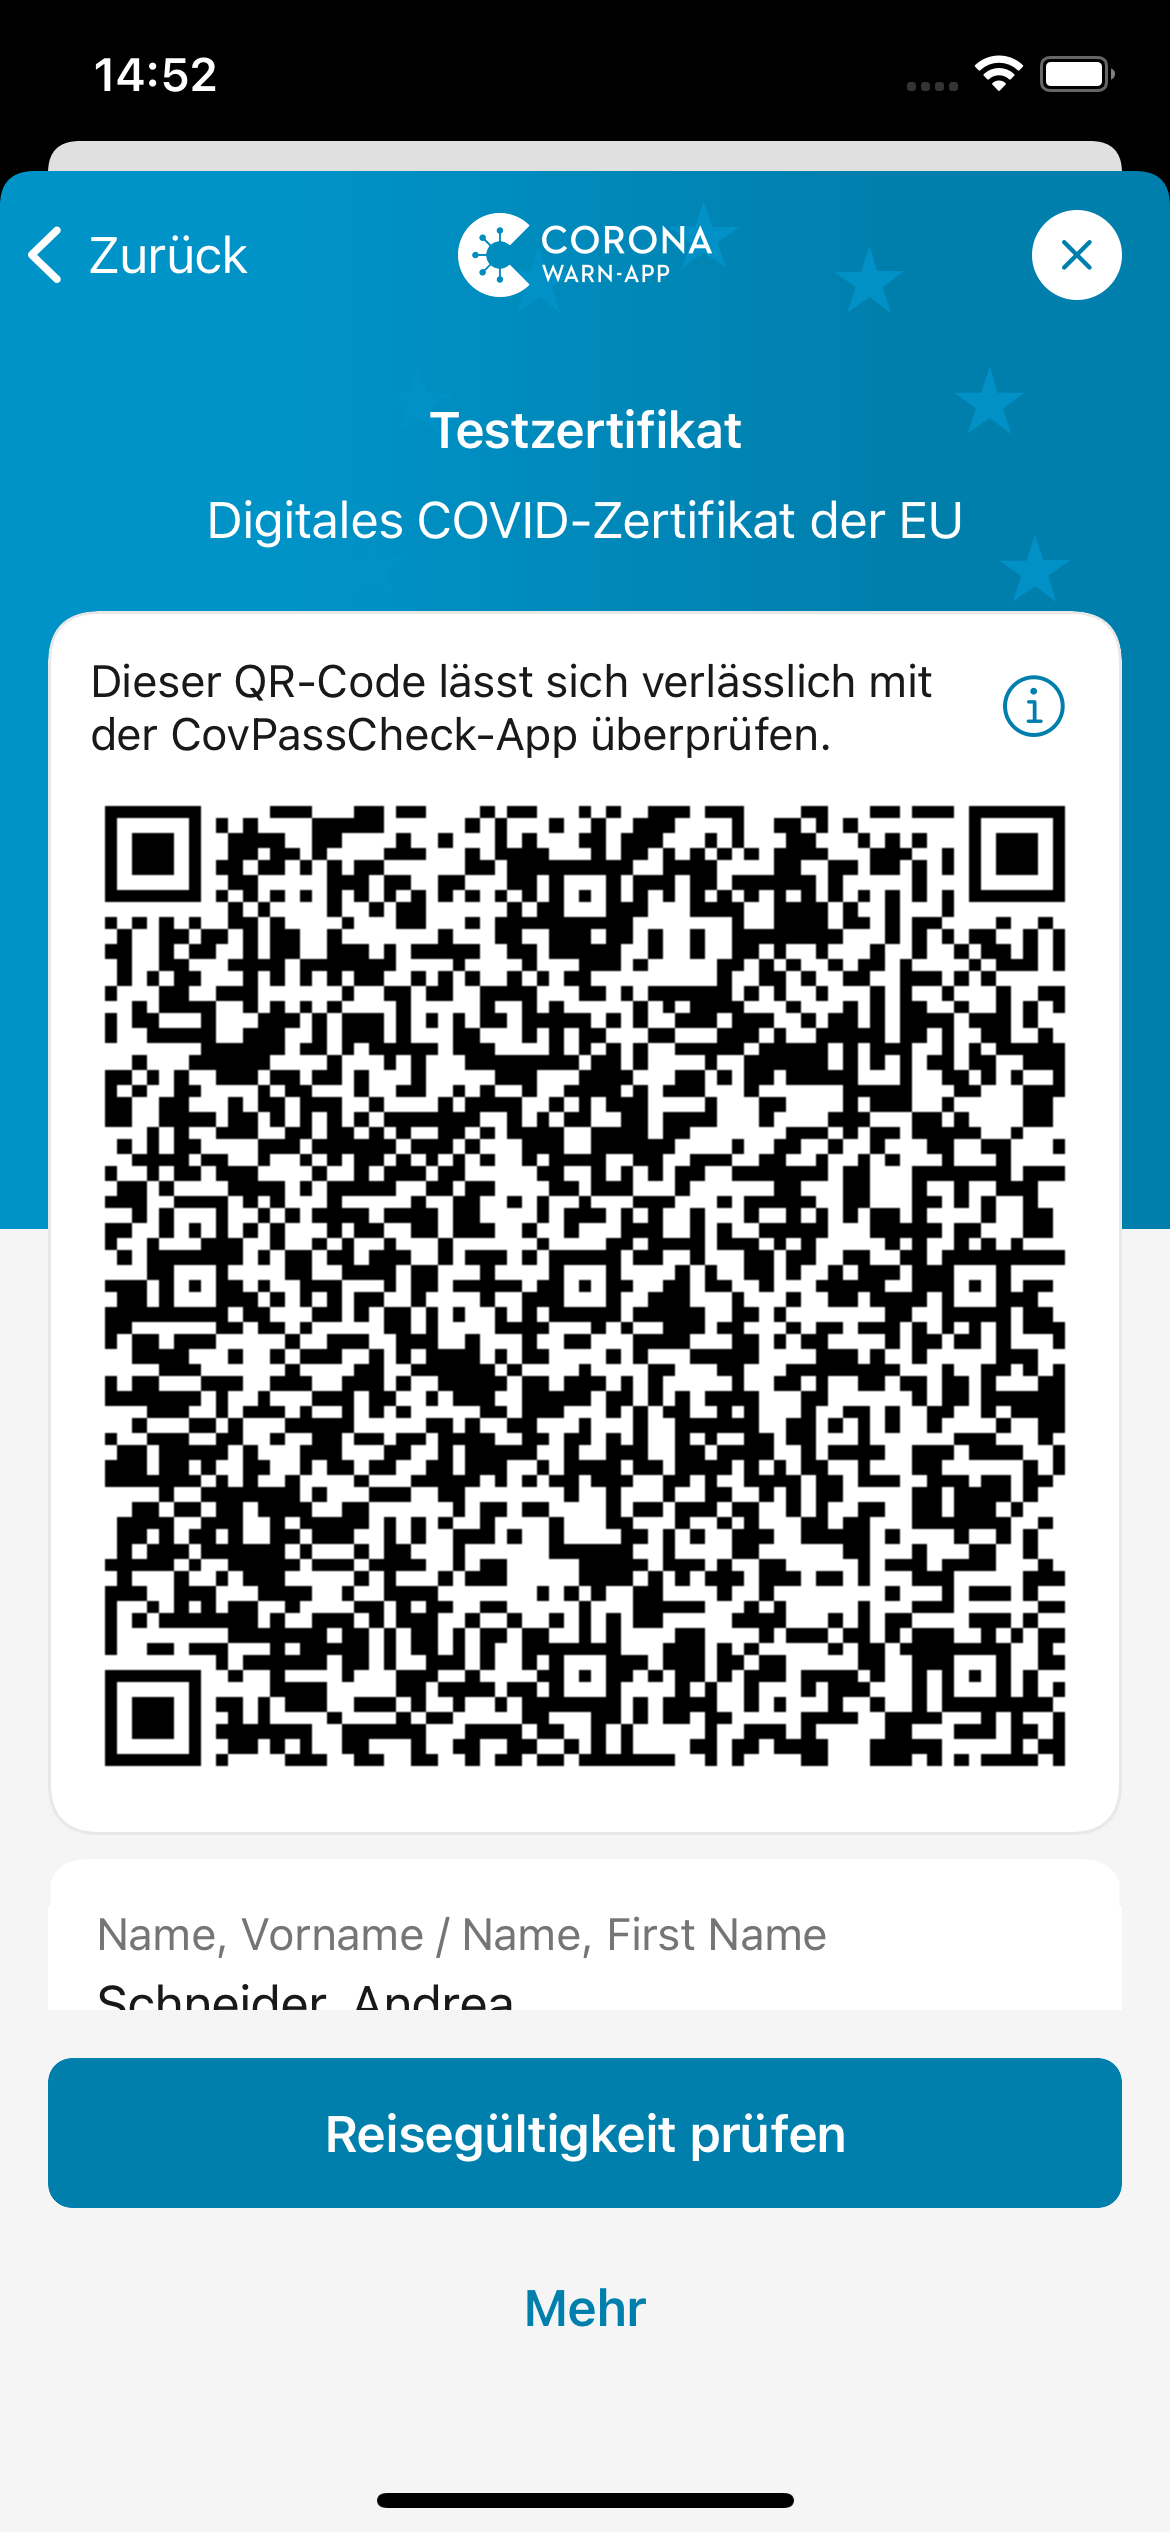 14:52
Zurück
CORONA
WARN-APP
Testzertifikat
Digitales COVID-Zertifikat der EU
Dieser QR-Code lässt sich verlässlich mit
der CovPassCheck-App überprüfen.
Name, Vorname / Name, First Name
Schneider, Andrea
Reisegültigkeit prüfen
Mehr